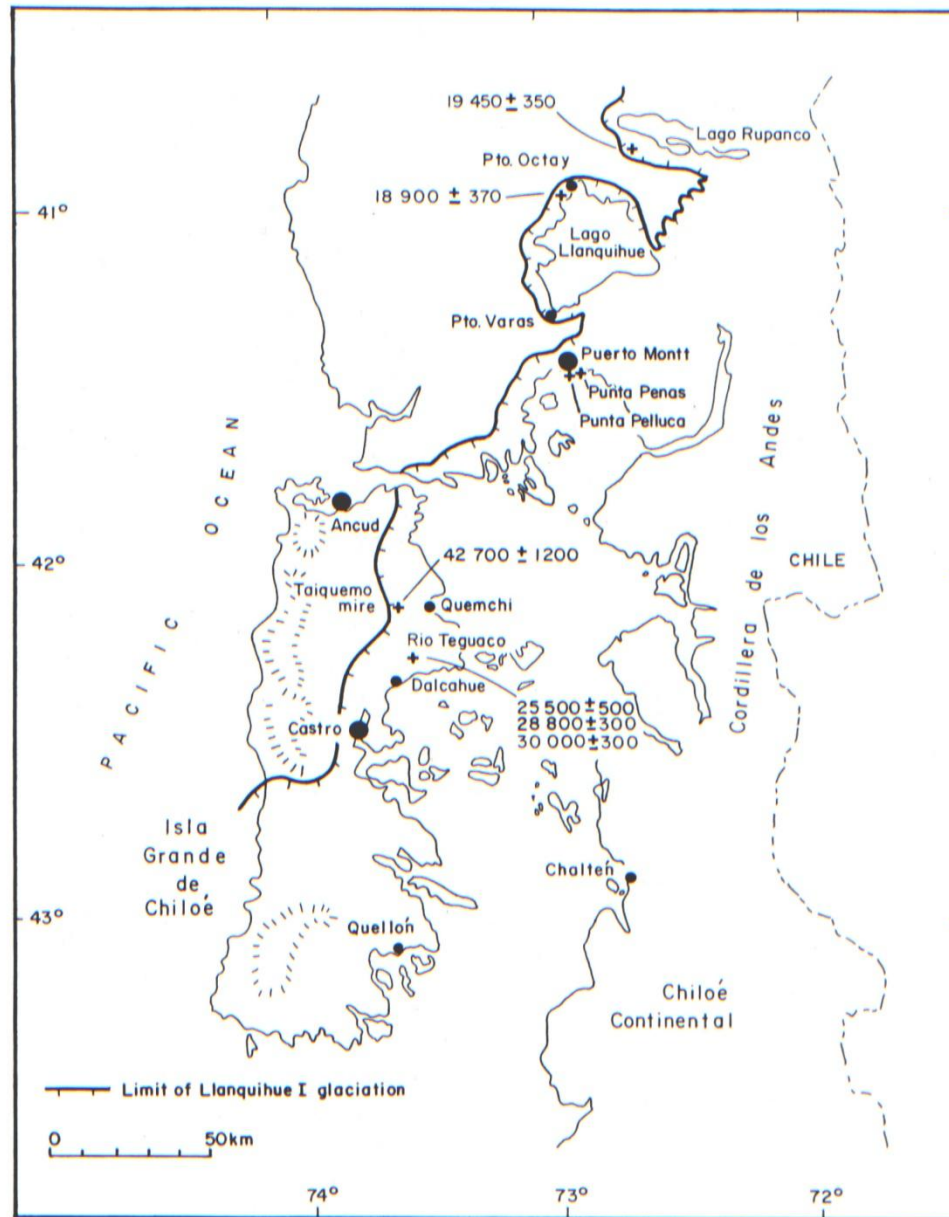 19 450 ± 350
Lago Rupanco
Pto. Octay
18 900 ± 370
41°
Lago
Llanquihue
Pto. Varas
Puerto Montt
Punta Penas
Punta Pelluca
PACIFIC OCEAN
Cordillera de los Andes
Ancud
42°
42 700 ± 1200
CHILE
Taiquemo
mire
Quemchi
Rio Teguaco
Dalcahue
25 500 ± 500
28 800 ± 300
30 000 ± 300
Castro
Isla
Grande
de
Chiloé
Chaltén
43°
Quellón
Chiloé
Continental
Limit of Llanquihue I glaciation
0 50km
74° 73° 72°